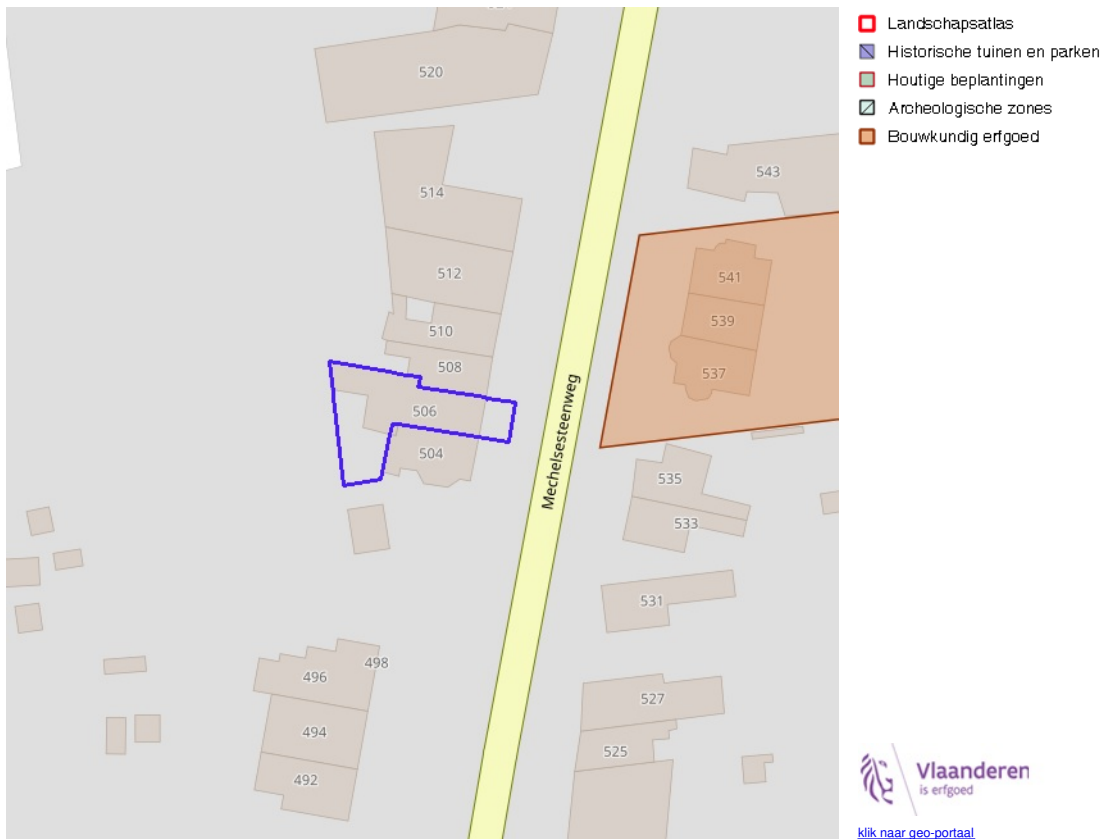 520
514
512
510
508
506
504
498
496
494
492
543
541
539
537
535
533
531
527
525
Mechelsesteenweg
Landschapsatlas
Historische tuinen en parken
Houtige beplantingen
Archeologische zones
Bouwkundig erfgoed
Vlaanderen
is erfgoed
klik naar geo-portaal